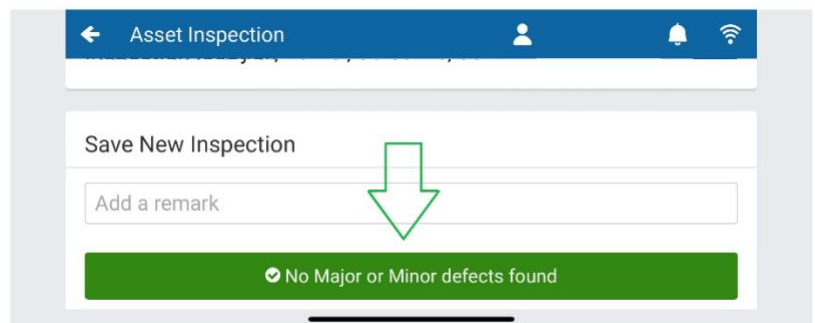 Asset Inspection
Save New Inspection
Add a remark
No Major or Minor defects found